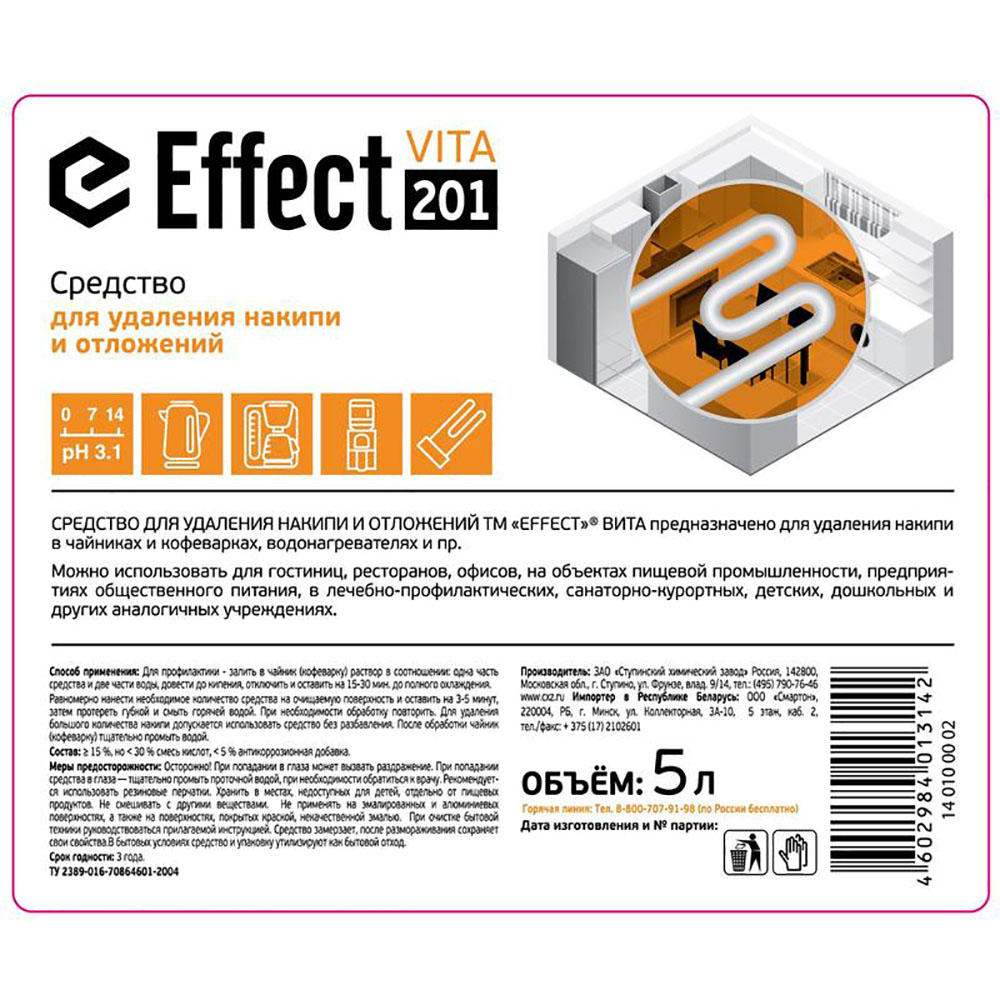 Effect
VITA
201
Средство
для удаления накипи
и отложений
0 7 14
pH 3.1
СРЕДСТВО ДЛЯ УДАЛЕНИЯ НАКИПИ И ОТЛОЖЕНИЙ ТМ «EFFECT»® ВИТА предназначено для удаления накипи
в чайниках и кофеварках, водонагревателях и пр.
Можно использовать для гостиниц, ресторанов, офисов, на объектах пищевой промышленности, предприя-
тиях общественного питания, в лечебно-профилактических, санаторно-курортных, детских, дошкольных и
других аналогичных учреждениях.
Способ применения: Для профилактики - залить в чайник (кофеварку) раствор в соотношении: одна часть
средства и две части воды, довести до кипения, отключить и оставить на 15-30 мин. до полного охлаждения.
Равномерно нанести необходимое количество средства на очищаемую поверхность и оставить на 3-5 минут,
затем протереть губкой и смыть горячей водой. При необходимости обработку повторить. Для удаления
большого количества накипи допускается использовать средство без разбавления. После обработки чайник
(кофеварку) тщательно промыть водой.
Состав: ≥ 15 %, но < 30 % смесь кислот, < 5 % антикоррозионная добавка.
Меры предосторожности: Осторожно! При попадании в глаза может вызвать раздражение. При попадании
средства в глаза — тщательно промыть проточной водой, при необходимости обратиться к врачу. Рекомендует-
ся использовать резиновые перчатки. Хранить в местах, недоступных для детей, отдельно от пищевых
продуктов. Не смешивать с другими веществами. Не применять на эмалированных и алюминиевых
поверхностях, а также на поверхностях, покрытых краской, некачественной эмалью. При очистке бытовой
техники руководствоваться прилагаемой инструкцией. Средство замерзает, после размораживания сохраняет
свои свойства.В бытовых условиях средство и упаковку утилизируют как бытовой отход.
Срок годности: 3 года.
ТУ 2389-016-70864601-2004
Производитель: ЗАО «Ступинский химический завод» Россия, 142800,
Московская обл., г. Ступино, ул. Фрунзе, влад. 9/14, тел.: (495) 790-76-46
www.cxz.ru Импортер в Республике Беларусь: ООО «Смартон»,
220004, РБ, г. Минск, ул. Коллекторная, 3А-10, 5 этаж, каб. 2,
тел./факс: + 375 (17) 2102601
ОБЪЁМ: 5 л
Горячая линия: Тел. 8-800-707-91-98 (по России бесплатно)
Дата изготовления и № партии:
4 602984 013142
14 010 00 02